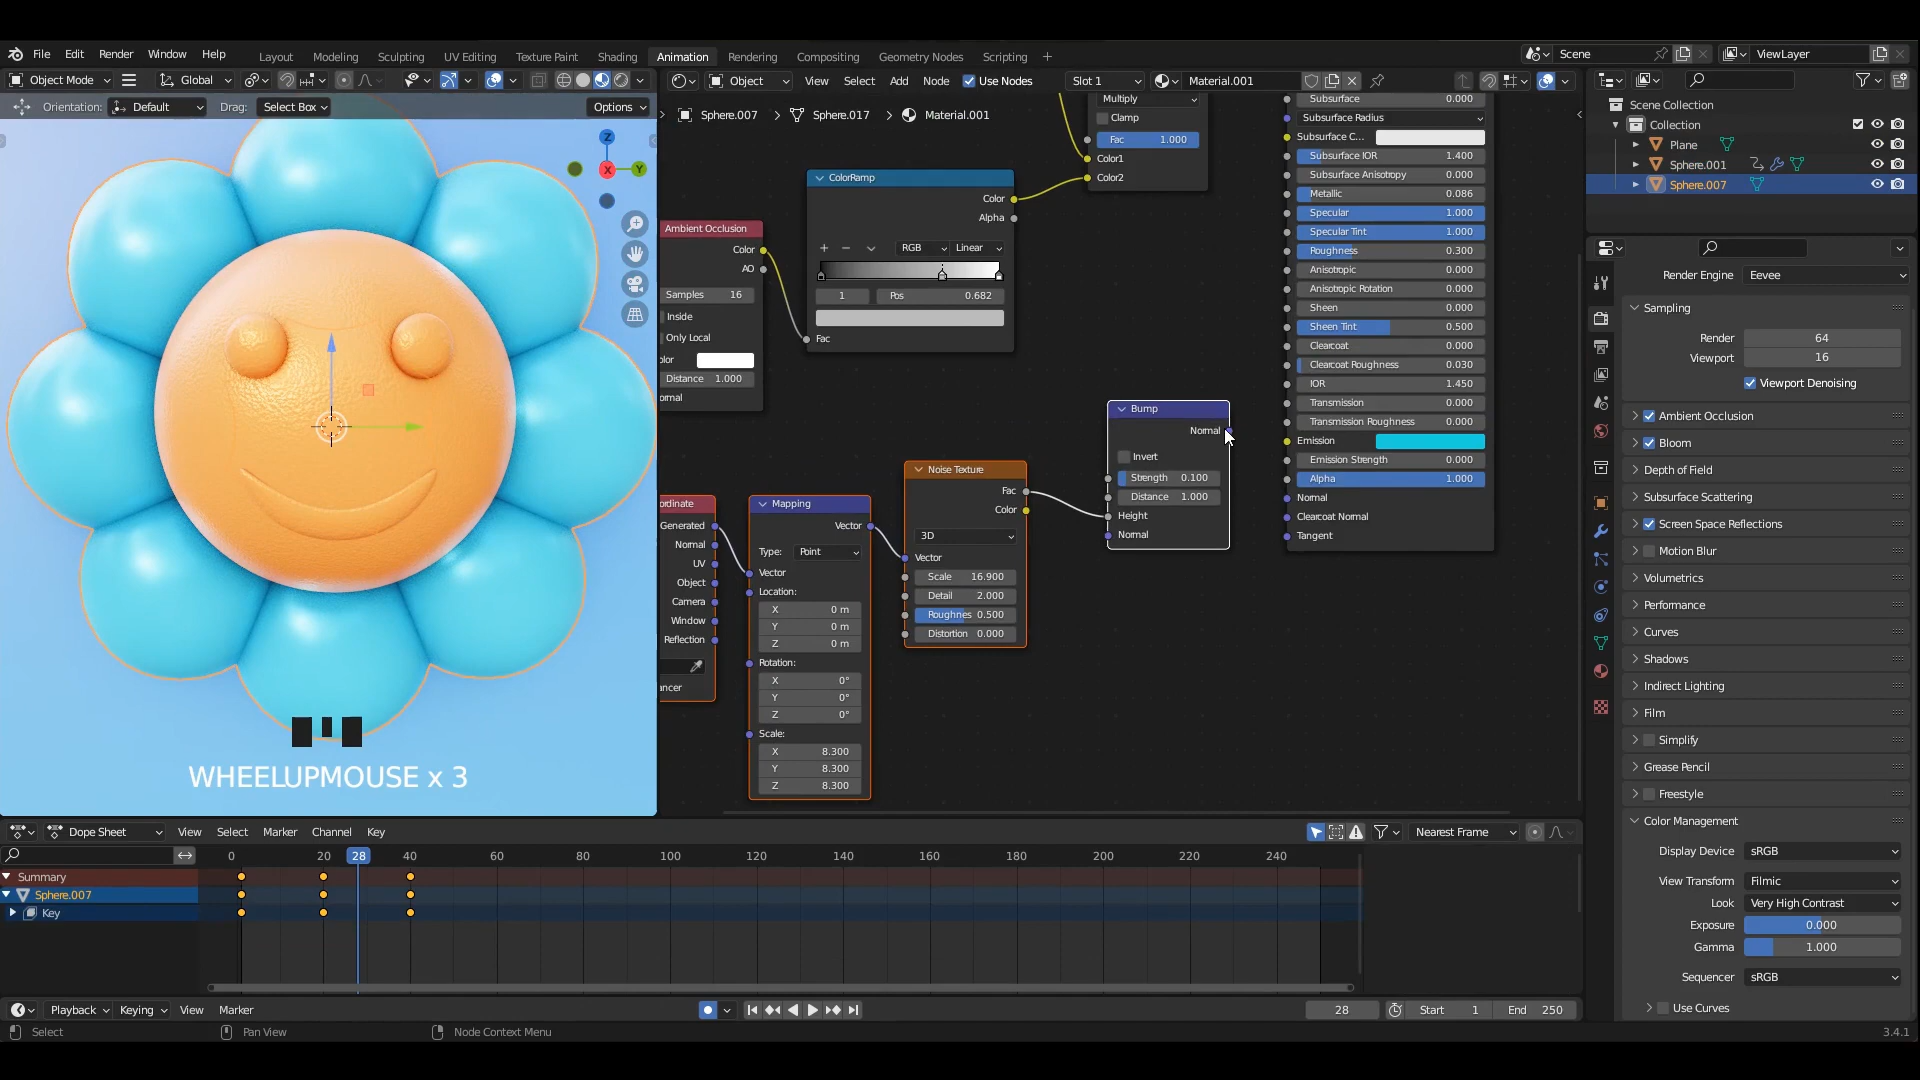 File Edit Render Window Help Layout Modeling Sculpting UV Editing Texture Paint Shading Animation Rendering Compositing Geometry Nodes Scripting + Scene ViewLayer
Object Mode Global Object View Select Add Node Use Nodes Slot 1 Material.001
Orientation: Default Drag: Select Box Options
Sphere.007 > Sphere.017 > Material.001
Z
Y
X
Ambient Occlusion
Color
AO
Samples 16
Inside
Only Local
olor
Distance 1.000
ormal
ColorRamp
Color
Alpha
RGB Linear
1 Pos 0.682
Fac
Multiply
Clamp
Fac 1.000
Color1
Color2
ordinate
Generated
Normal
UV
Object
Camera
Window
Reflection
ancer
Mapping
Vector
Type: Point
Vector
Location:
X 0 m
Y 0 m
Z 0 m
Rotation:
X 0°
Y 0°
Z 0°
Scale:
X 8.300
Y 8.300
Z 8.300
Noise Texture
Fac
Color
3D
Vector
Scale 16.900
Detail 2.000
Roughnes 0.500
Distortion 0.000
Bump
Normal
Invert
Strength 0.100
Distance 1.000
Height
Normal
Subsurface 0.000
Subsurface Radius
Subsurface C...
Subsurface IOR 1.400
Subsurface Anisotropy 0.000
Metallic 0.086
Specular 1.000
Specular Tint 1.000
Roughness 0.300
Anisotropic 0.000
Anisotropic Rotation 0.000
Sheen 0.000
Sheen Tint 0.500
Clearcoat 0.000
Clearcoat Roughness 0.030
IOR 1.450
Transmission 0.000
Transmission Roughness 0.000
Emission
Emission Strength 0.000
Alpha 1.000
Normal
Clearcoat Normal
Tangent
Scene Collection
Collection
Plane
Sphere.001
Sphere.007
Render Engine Eevee
Sampling
Render 64
Viewport 16
Viewport Denoising
Ambient Occlusion
Bloom
Depth of Field
Subsurface Scattering
Screen Space Reflections
Motion Blur
Volumetrics
Performance
Curves
Shadows
Indirect Lighting
Film
Simplify
Grease Pencil
Freestyle
Color Management
Display Device sRGB
View Transform Filmic
Look Very High Contrast
Exposure 0.000
Gamma 1.000
Sequencer sRGB
Use Curves
WHEELUPMOUSE x 3
Dope Sheet View Select Marker Channel Key Nearest Frame
0 20 28 40 60 80 100 120 140 160 180 200 220 240
Summary
Sphere.007
Key
Playback Keying View Marker 28 Start 1 End 250
Select Pan View Node Context Menu 3.4.1